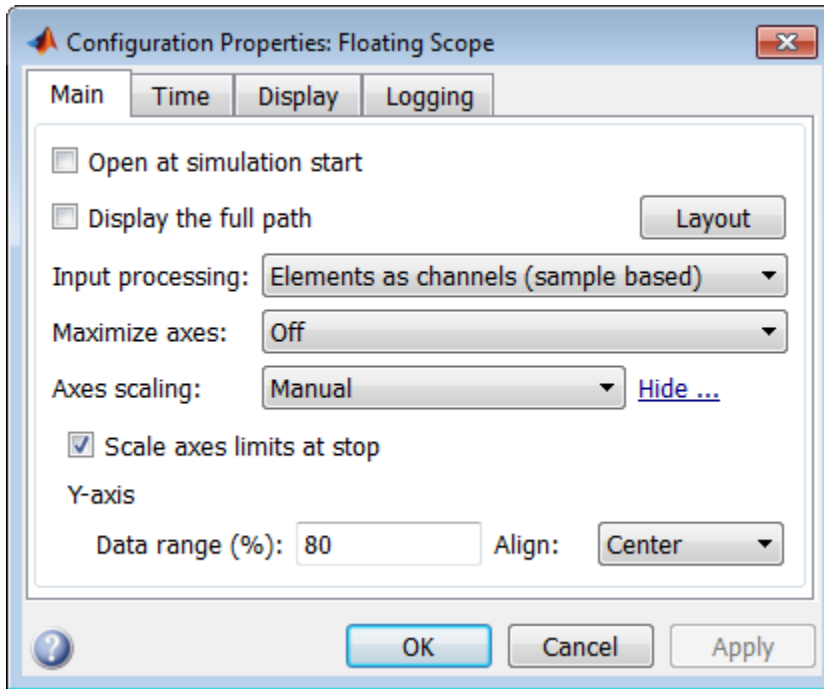 Configuration Properties: Floating Scope
Main Time Display Logging
Open at simulation start
Display the full path Layout
Input processing: Elements as channels (sample based)
Maximize axes: Off
Axes scaling: Manual Hide ...
Scale axes limits at stop
Y-axis
Data range (%): 80 Align: Center
? OK Cancel Apply